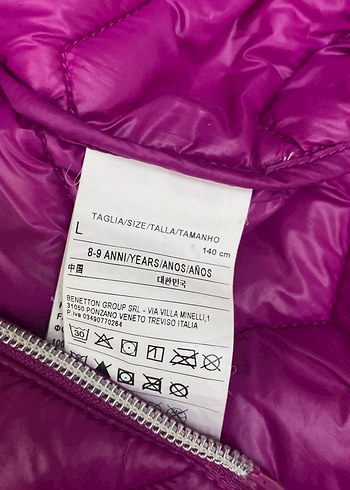 TAGLIA/SIZE/TALLA/TAMANHO
L 140 cm
8-9 ANNI/YEARS/ANOS/AÑOS
中国 대한민국
BENETTON GROUP SRL - VIA VILLA MINELLI,1
31050 PONZANO VENETO TREVISO ITALIA
P.iva 03490770264
30